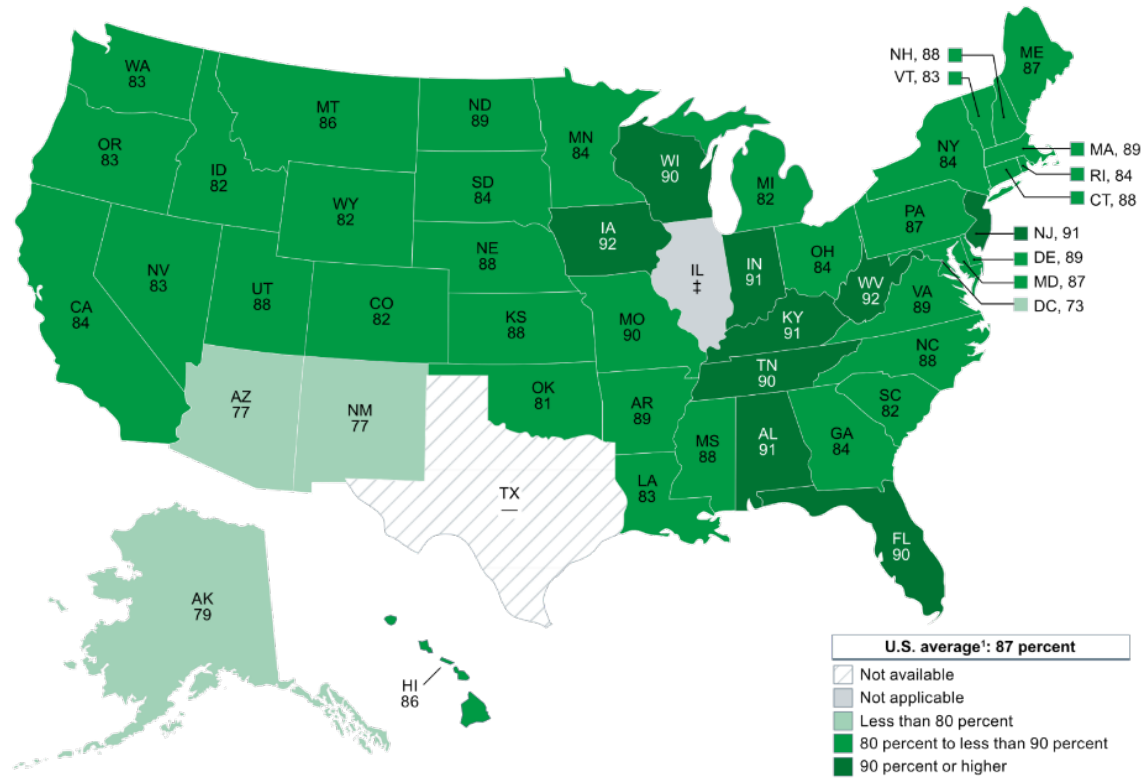 WA
83
OR
83
CA
84
NV
83
ID
82
MT
86
WY
82
UT
88
CO
82
AZ
77
NM
77
ND
89
SD
84
NE
88
KS
88
OK
81
TX
—
MN
84
IA
92
MO
90
AR
89
LA
83
WI
90
IL
‡
MI
82
IN
91
OH
84
KY
91
TN
90
MS
88
AL
91
GA
84
FL
90
SC
82
NC
88
VA
89
WV
92
PA
87
NY
84
ME
87
NH, 88
VT, 83
MA, 89
RI, 84
CT, 88
NJ, 91
DE, 89
MD, 87
DC, 73
AK
79
HI
86
U.S. average¹: 87 percent
Not available
Not applicable
Less than 80 percent
80 percent to less than 90 percent
90 percent or higher